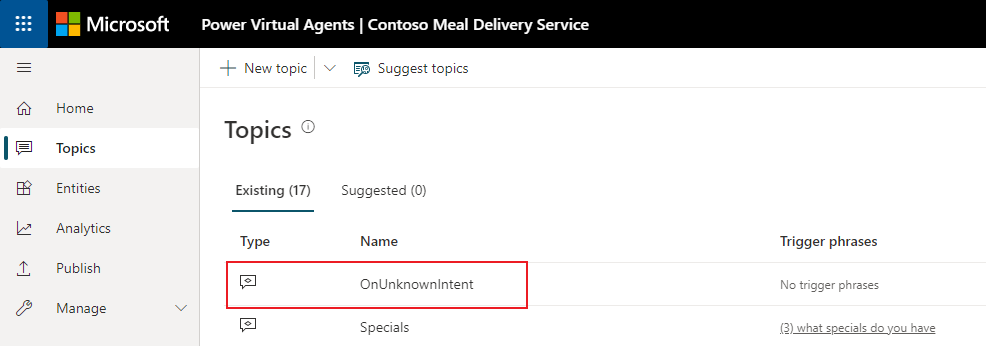 Microsoft Power Virtual Agents | Contoso Meal Delivery Service
New topic Suggest topics
Home
Topics
Entities
Analytics
Publish
Manage
Topics
Existing (17) Suggested (0)
Type Name Trigger phrases
OnUnknownIntent No trigger phrases
Specials (3) what specials do you have